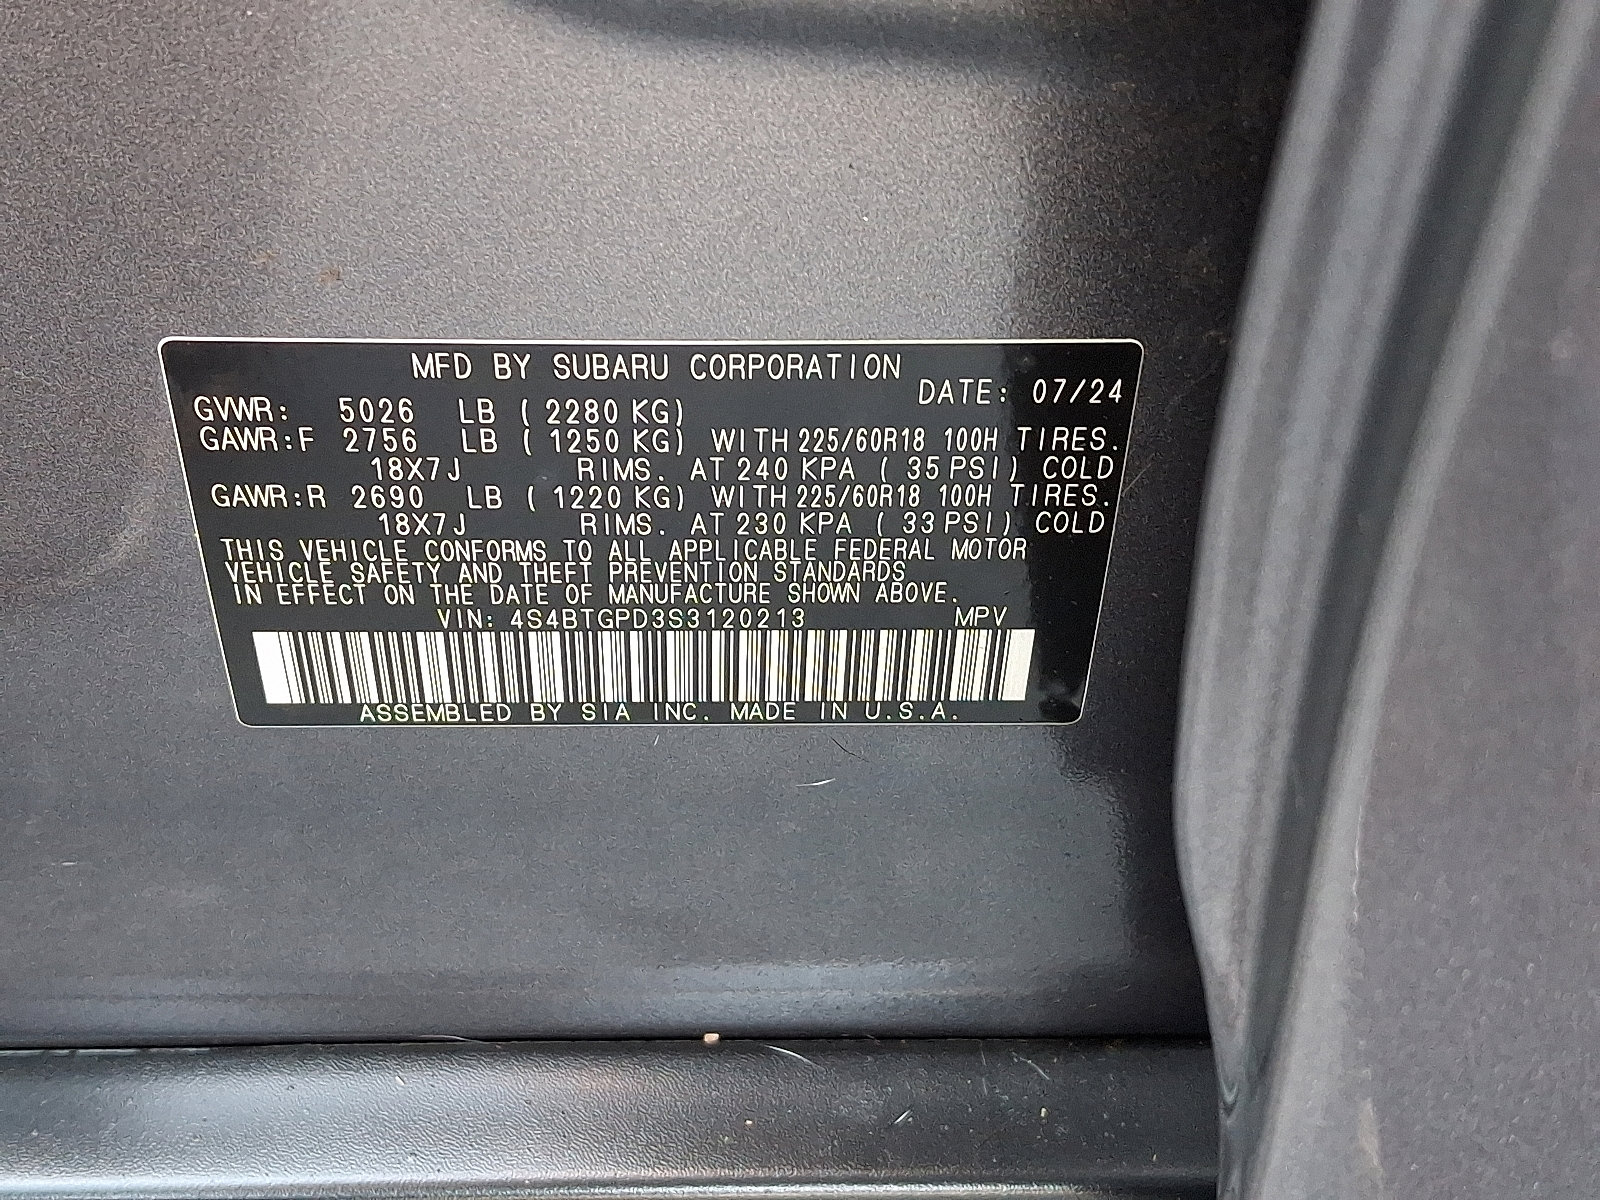 MFD BY SUBARU CORPORATION
DATE: 07/24
GVWR: 5026 LB ( 2280 KG)
GAWR:F 2756 LB ( 1250 KG) WITH 225/60R18 100H TIRES.
18X7J RIMS. AT 240 KPA ( 35 PSI) COLD
GAWR:R 2690 LB ( 1220 KG) WITH 225/60R18 100H TIRES.
18X7J RIMS. AT 230 KPA ( 33 PSI) COLD
THIS VEHICLE CONFORMS TO ALL APPLICABLE FEDERAL MOTOR
VEHICLE SAFETY AND THEFT PREVENTION STANDARDS
IN EFFECT ON THE DATE OF MANUFACTURE SHOWN ABOVE.
VIN: 4S4BTGPD3S3120213 MPV
ASSEMBLED BY SIA INC. MADE IN U.S.A.